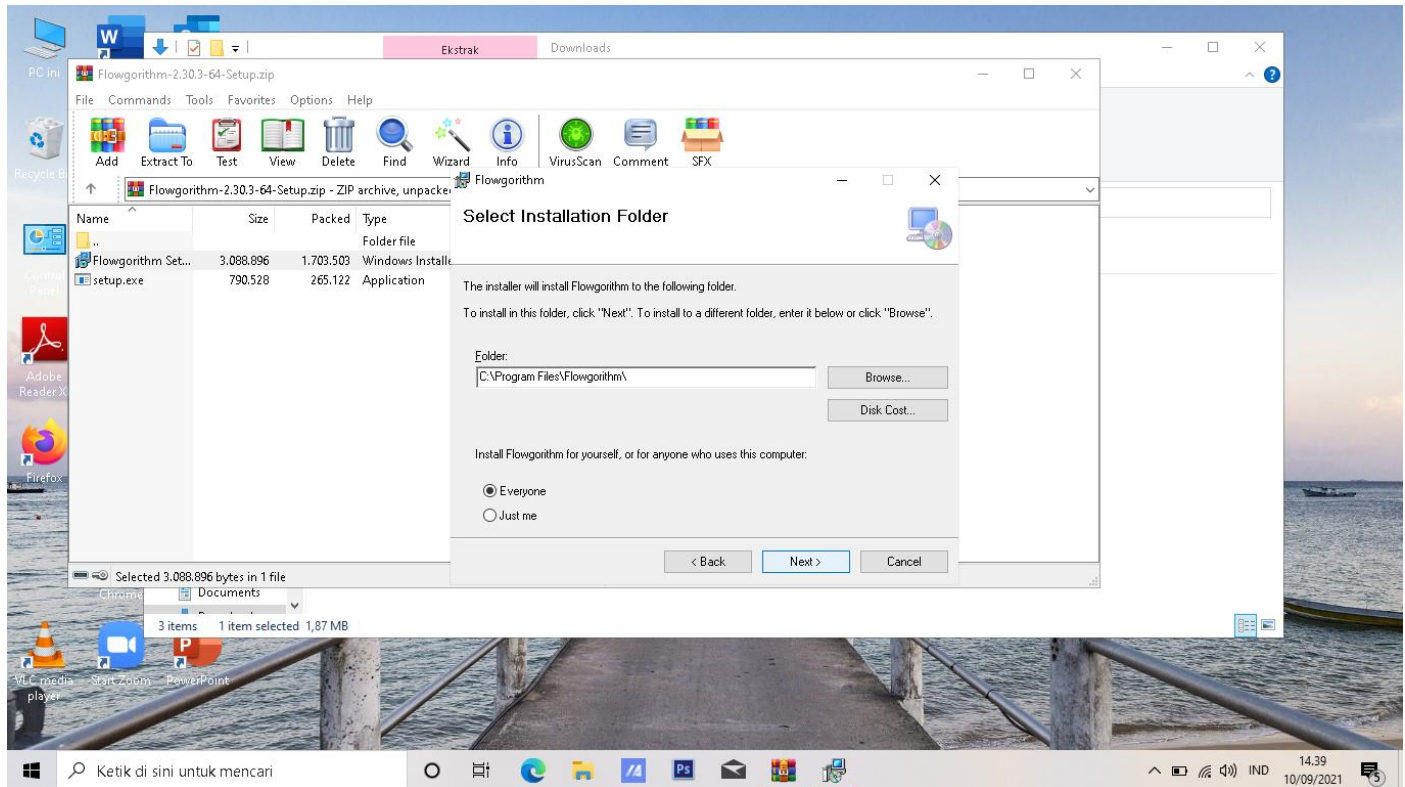 PC ini
Recycle B
Control
Panel
Adobe
Reader X
Firefox
VLC media
player
Start Zoom
PowerPoint
Chrome
Ekstrak
Downloads
Flowgorithm-2.30.3-64-Setup.zip
File Commands Tools Favorites Options Help
Add Extract To Test View Delete Find Wizard Info VirusScan Comment SFX
Flowgorithm-2.30.3-64-Setup.zip - ZIP archive, unpacke
Name Size Packed Type
.. Folder file
Flowgorithm Set... 3.088.896 1.703.503 Windows Installe
setup.exe 790.528 265.122 Application
Selected 3.088.896 bytes in 1 file
Documents
3 items 1 item selected 1,87 MB
Flowgorithm
Select Installation Folder
The installer will install Flowgorithm to the following folder.
To install in this folder, click "Next". To install to a different folder, enter it below or click "Browse".
Folder:
C:\Program Files\Flowgorithm\
Browse...
Disk Cost...
Install Flowgorithm for yourself, or for anyone who uses this computer:
Everyone
Just me
< Back Next > Cancel
Ketik di sini untuk mencari
IND
14.39
10/09/2021
5